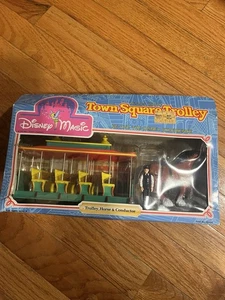 Town Square Trolley
Disney Magic
Trolley, Horse & Conductor